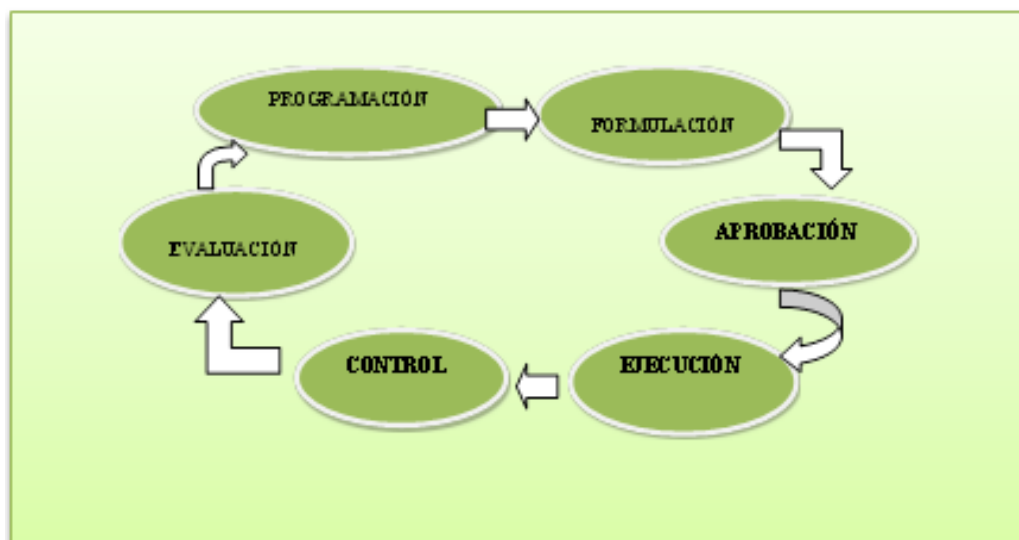 PROGRAMACIÓN
FORMULACIÓN
APROBACIÓN
EJECUCIÓN
CONTROL
EVALUACIÓN